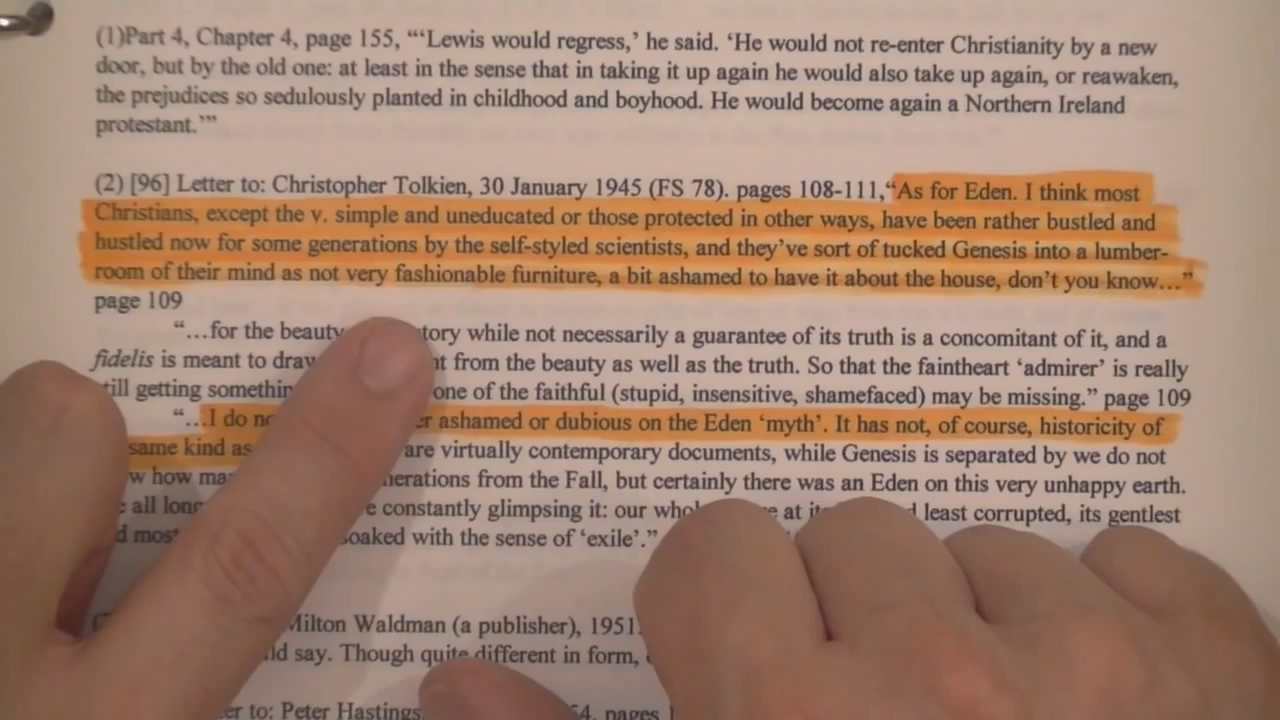 (1)Part 4, Chapter 4, page 155, “‘Lewis would regress,’ he said. ‘He would not re-enter Christianity by a new
door, but by the old one: at least in the sense that in taking it up again he would also take up again, or reawaken,
the prejudices so sedulously planted in childhood and boyhood. He would become again a Northern Ireland
protestant.’”
(2) [96] Letter to: Christopher Tolkien, 30 January 1945 (FS 78). pages 108-111,“As for Eden. I think most
Christians, except the v. simple and uneducated or those protected in other ways, have been rather bustled and
hustled now for some generations by the self-styled scientists, and they’ve sort of tucked Genesis into a lumber-
room of their mind as not very fashionable furniture, a bit ashamed to have it about the house, don’t you know…”
page 109
“…for the beauty while not necessarily a guarantee of its truth is a concomitant of it, and a
fidelis is meant to from the beauty as well as the truth. So that the faintheart ‘admirer’ is really
getting one of the faithful (stupid, insensitive, shamefaced) may be missing.” page 109
“…I do ashamed or dubious on the Eden ‘myth’. It has not, of course, historicity of
same kind as are virtually contemporary documents, while Genesis is separated by we do not
how from the Fall, but certainly there was an Eden on this very unhappy earth.
all constantly glimpsing it: our at least corrupted, its gentlest
with the sense of ‘exile’.”
Milton Waldman (a publisher), 1951
say. Though quite different in form,
to: Peter Hastings pages